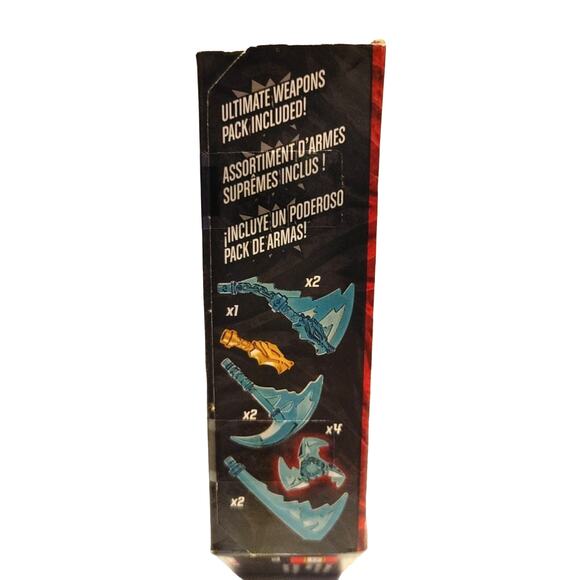 ULTIMATE WEAPONS
PACK INCLUDED!
ASSORTIMENT D'ARMES
SUPRÊMES INCLUS !
¡INCLUYE UN PODEROSO
PACK DE ARMAS!
x2
x1
x2
x4
x2